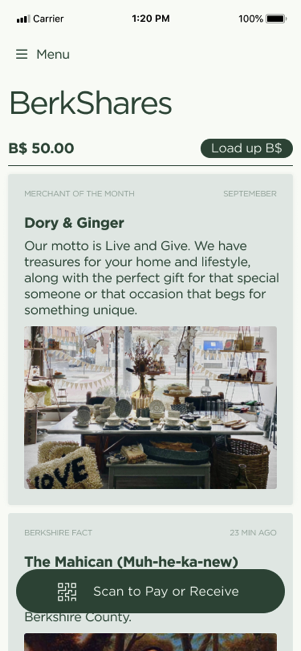 Carrier 1:20 PM 100%
Menu
BerkShares
B$ 50.00 Load up B$
MERCHANT OF THE MONTH SEPTEMEBER
Dory & Ginger
Our motto is Live and Give. We have
treasures for your home and lifestyle,
along with the perfect gift for that special
someone or that occasion that begs for
something unique.
LOVE
BERKSHIRE FACT 23 MIN AGO
The Mahican (Muh-he-ka-new)
Scan to Pay or Receive
Berkshire County.